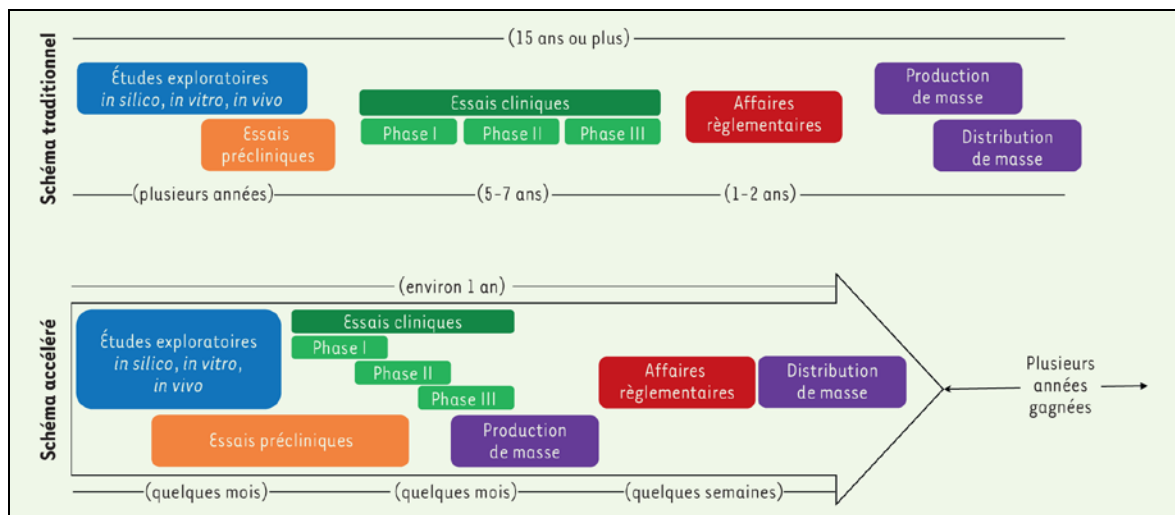 Schéma traditionnel
(15 ans ou plus)
Études exploratoires
in silico, in vitro, in vivo
Essais
précliniques
Essais cliniques
Phase I
Phase II
Phase III
Affaires
règlementaires
Production
de masse
Distribution
de masse
(plusieurs années)
(5-7 ans)
(1-2 ans)
Schéma accéléré
(environ 1 an)
Études exploratoires
in silico, in vitro,
in vivo
Essais précliniques
Essais cliniques
Phase I
Phase II
Phase III
Production
de masse
Affaires
règlementaires
Distribution
de masse
Plusieurs
années
gagnées
(quelques mois)
(quelques mois)
(quelques semaines)